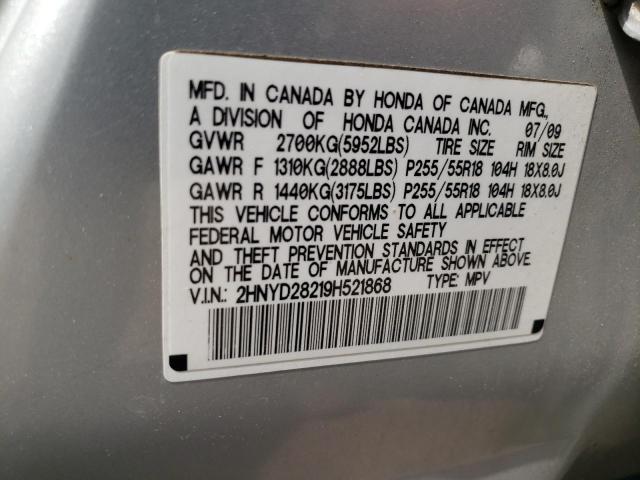 MFD. IN CANADA BY HONDA OF CANADA MFG.,
A DIVISION OF HONDA CANADA INC. 07/09
GVWR 2700KG(5952LBS) TIRE SIZE RIM SIZE
GAWR F 1310KG(2888LBS) P255/55R18 104H 18X8.0J
GAWR R 1440KG(3175LBS) P255/55R18 104H 18X8.0J
THIS VEHICLE CONFORMS TO ALL APPLICABLE
FEDERAL MOTOR VEHICLE SAFETY
AND THEFT PREVENTION STANDARDS IN EFFECT
ON THE DATE OF MANUFACTURE SHOWN ABOVE.
V.I.N.: 2HNYD28219H521868 TYPE: MPV